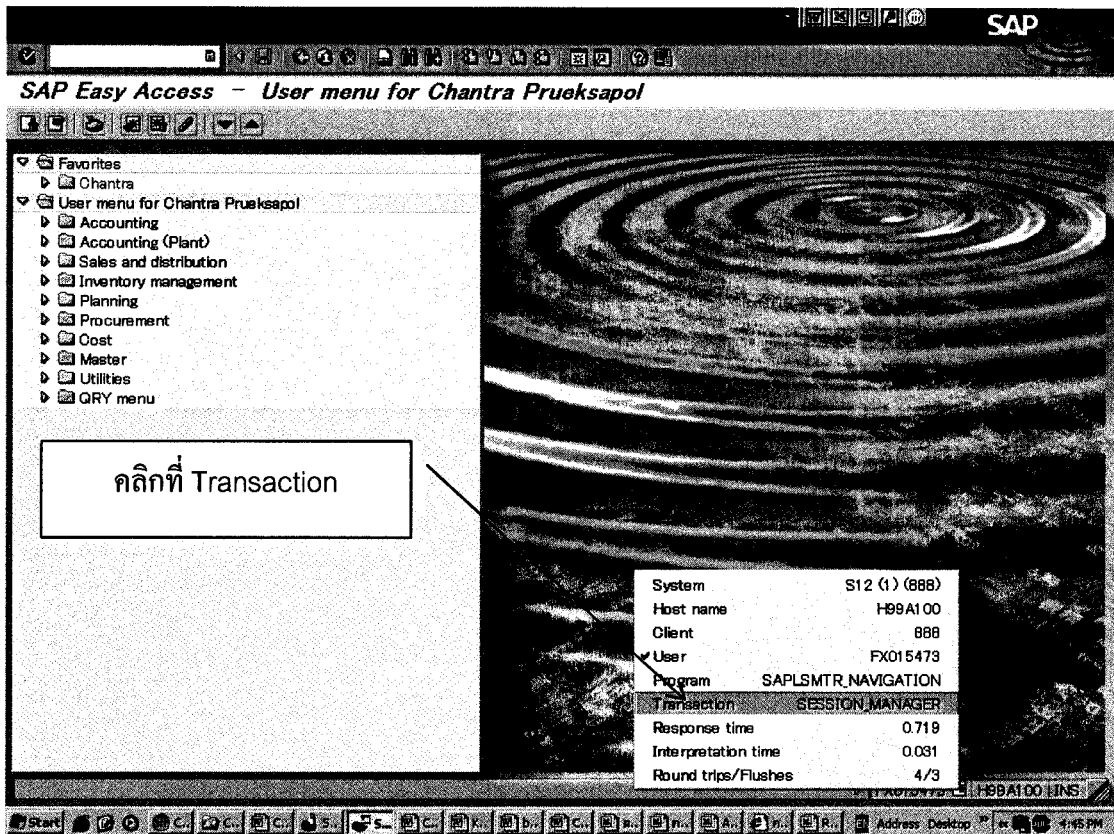 SAP
SAP Easy Access - User menu for Chantra Prueksapol
Favorites
Chantra
User menu for Chantra Prueksapol
Accounting
Accounting (Plant)
Sales and distribution
Inventory management
Planning
Procurement
Cost
Master
Utilities
QRY menu
คลิกที่ Transaction
System S12 (1) (888)
Host name H99A100
Client 888
User FX015473
Program SAPLSMTR_NAVIGATION
Transaction SESSION_MANAGER
Response time 0.719
Interpretation time 0.031
Round trips/Flushes 4/3
H99A100 INS
Start Address Desktop 4:45 PM